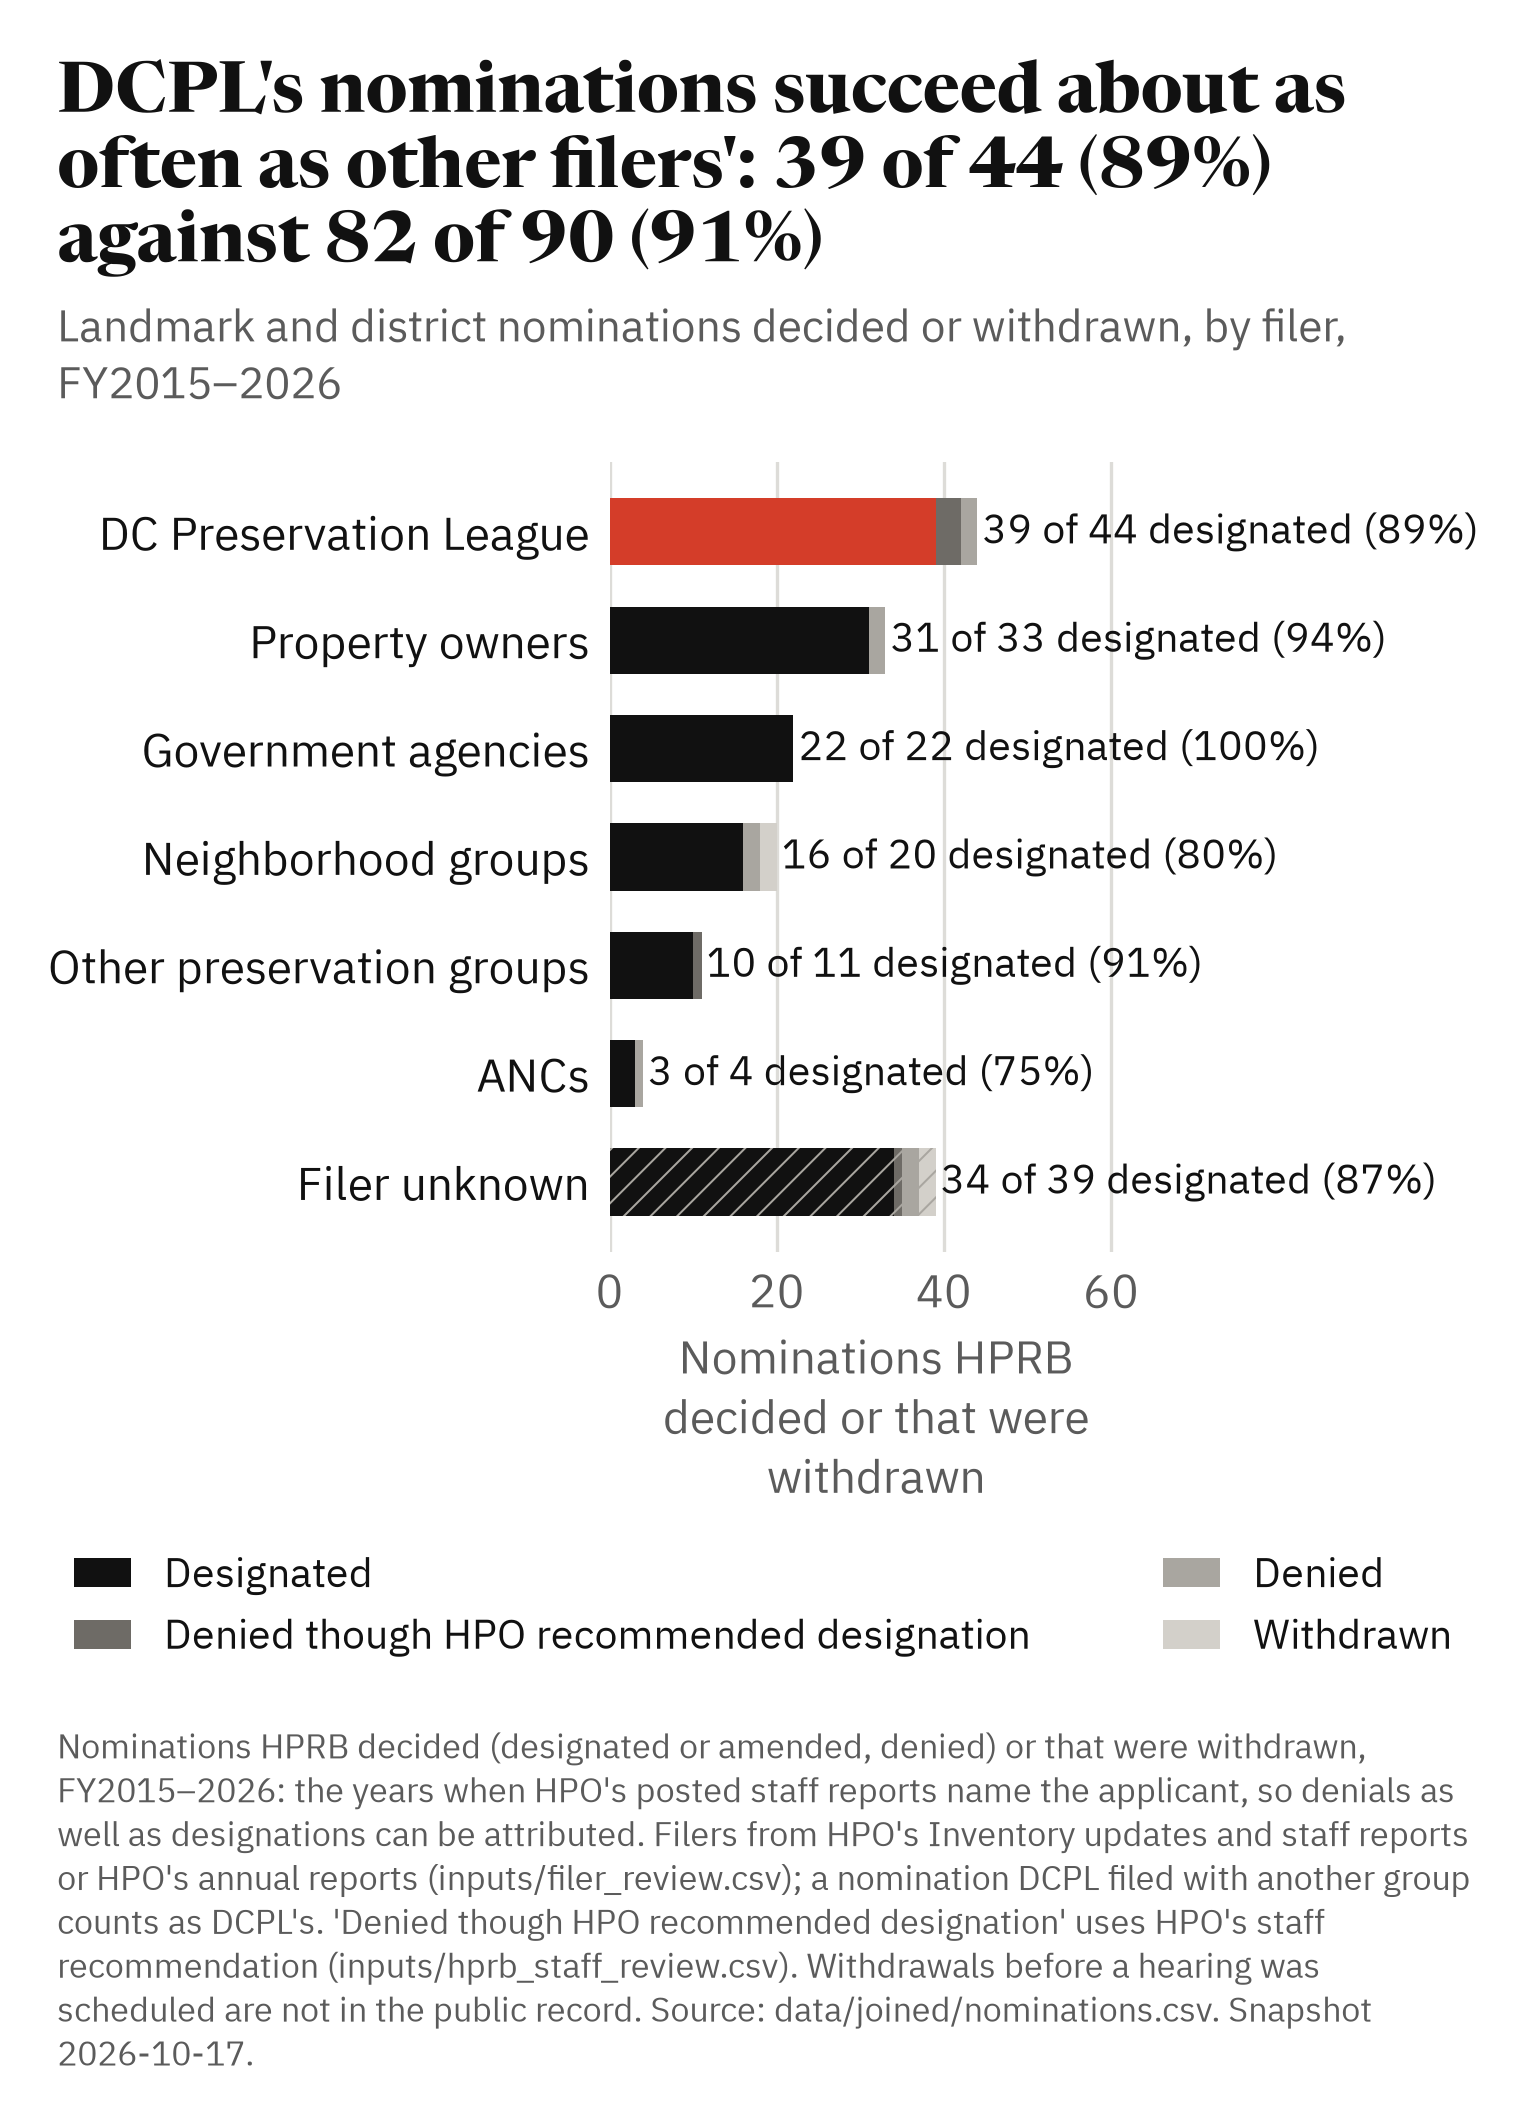 DCPL's nominations succeed about as
often as other filers': 39 of 44 (89%)
against 82 of 90 (91%)
Landmark and district nominations decided or withdrawn, by filer,
FY2015–2026
DC Preservation League
39 of 44 designated (89%)
Property owners
31 of 33 designated (94%)
Government agencies
22 of 22 designated (100%)
Neighborhood groups
16 of 20 designated (80%)
Other preservation groups
10 of 11 designated (91%)
ANCs
3 of 4 designated (75%)
Filer unknown
34 of 39 designated (87%)
0 20 40 60
Nominations HPRB
decided or that were
withdrawn
Designated
Denied
Denied though HPO recommended designation
Withdrawn
Nominations HPRB decided (designated or amended, denied) or that were withdrawn,
FY2015–2026: the years when HPO's posted staff reports name the applicant, so denials as
well as designations can be attributed. Filers from HPO's Inventory updates and staff reports
or HPO's annual reports (inputs/filer_review.csv); a nomination DCPL filed with another group
counts as DCPL's. 'Denied though HPO recommended designation' uses HPO's staff
recommendation (inputs/hprb_staff_review.csv). Withdrawals before a hearing was
scheduled are not in the public record. Source: data/joined/nominations.csv. Snapshot
2026-10-17.